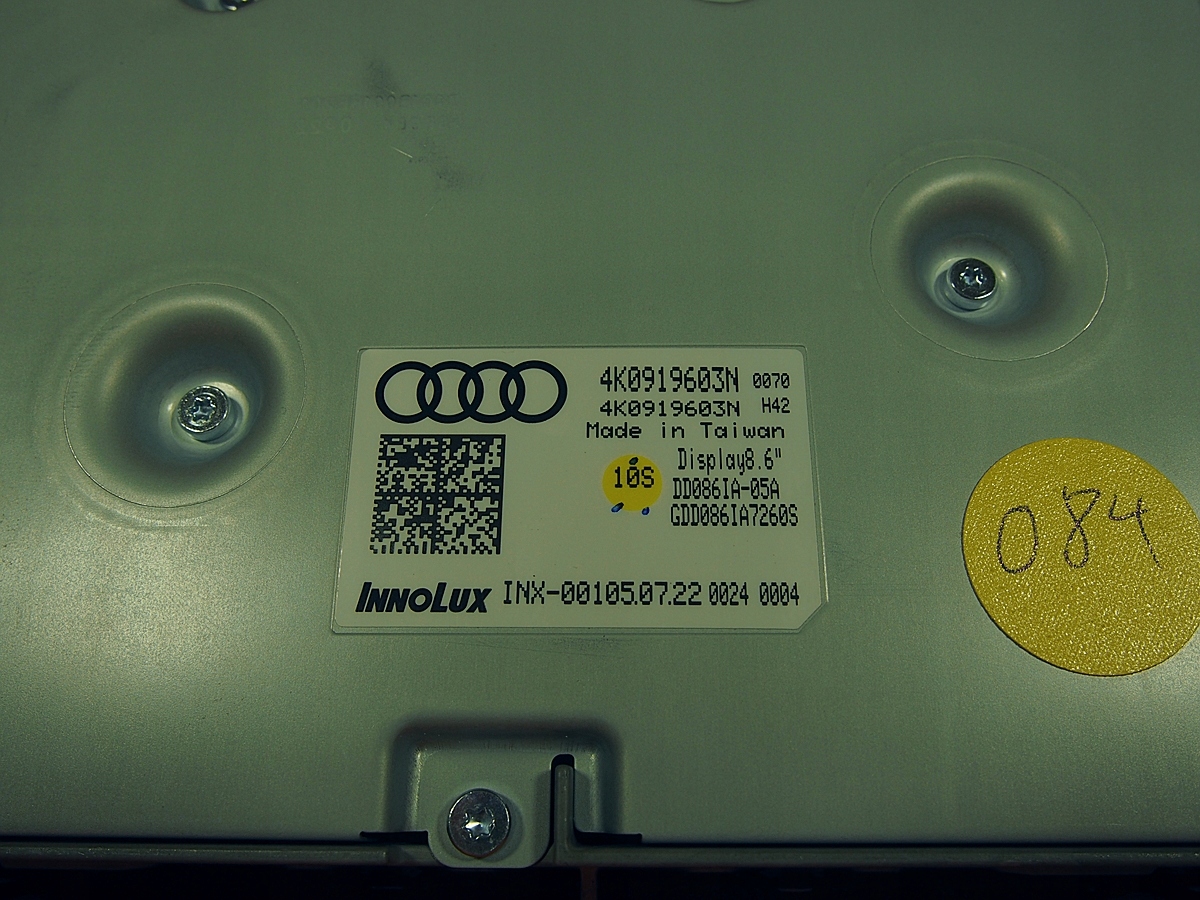 4K0919603N 0070
4K0919603N H42
Made in Taiwan
Display8.6"
10S DD086IA-05A
GDD086IA7260S
INNOLUX INX-00105.07.22 0024 0004
084